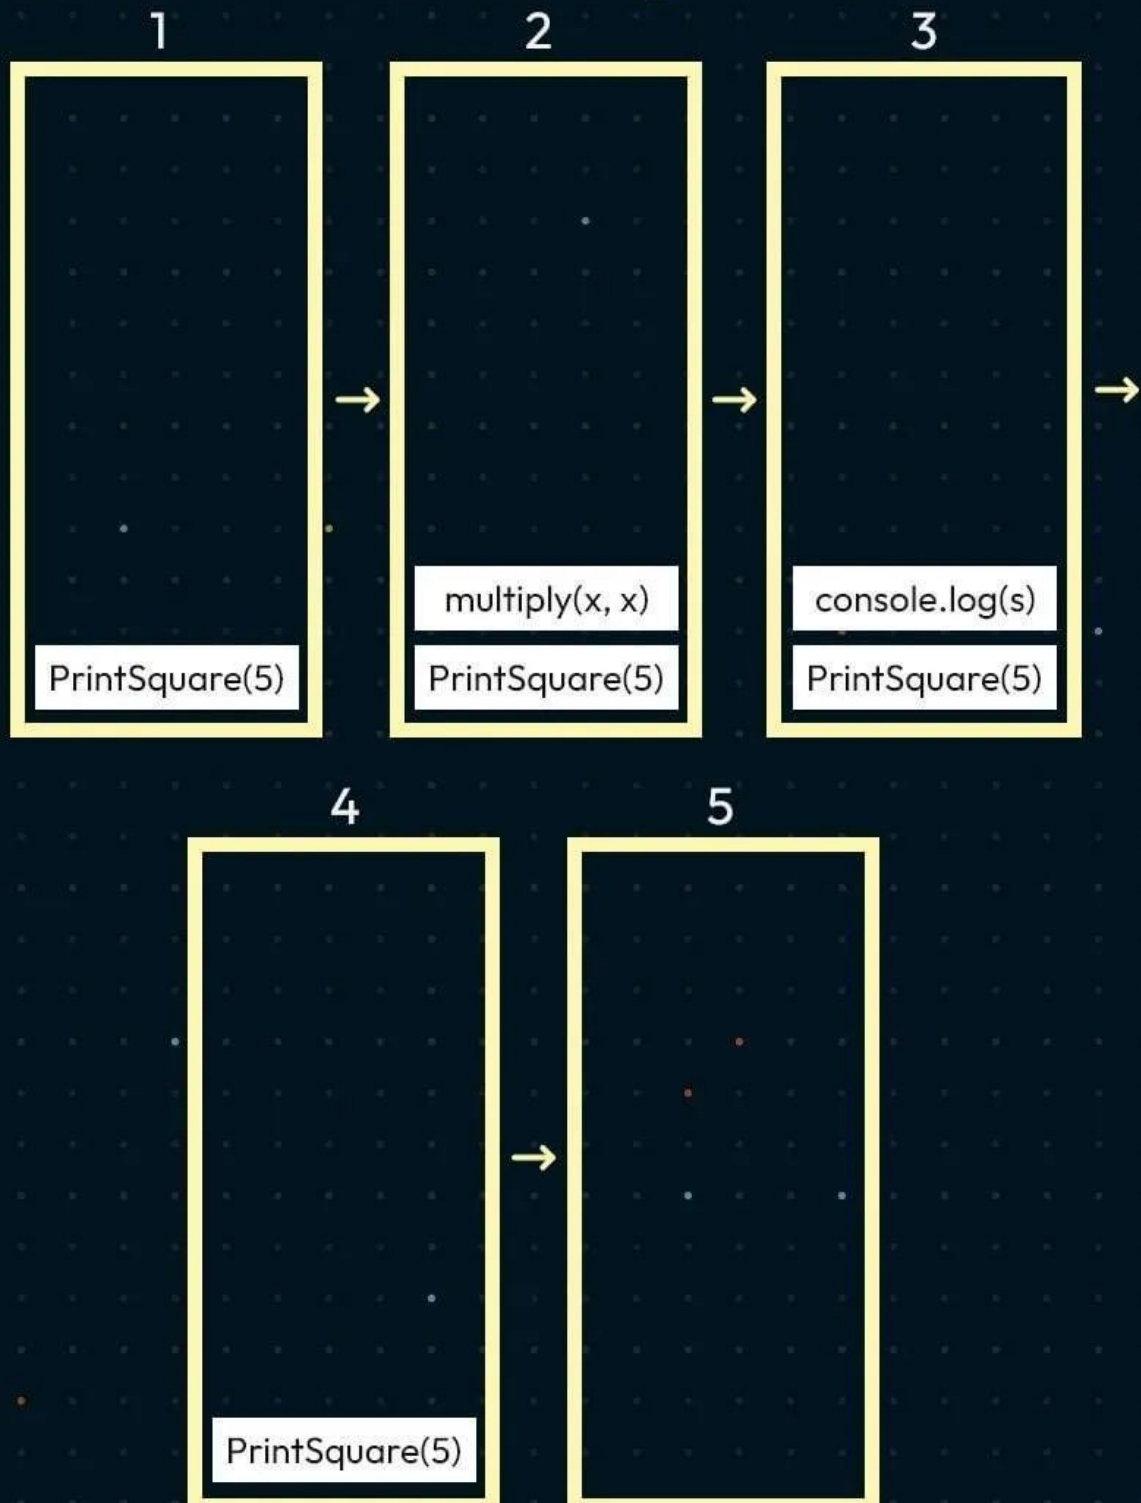 1
2
3
→
→
→
multiply(x, x)
console.log(s)
PrintSquare(5)
PrintSquare(5)
PrintSquare(5)
4
5
→
PrintSquare(5)